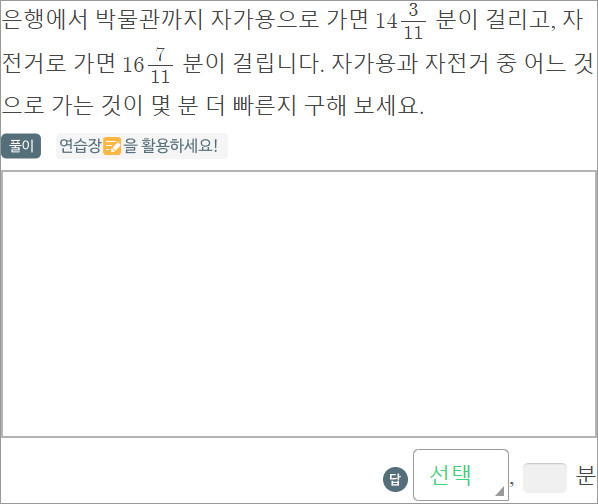 은행에서 박물관까지 자가용으로 가면 14 3/11 분이 걸리고, 자
전거로 가면 16 7/11 분이 걸립니다. 자가용과 자전거 중 어느 것
으로 가는 것이 몇 분 더 빠른지 구해 보세요.
풀이 연습장을 활용하세요!
답 선택, 분